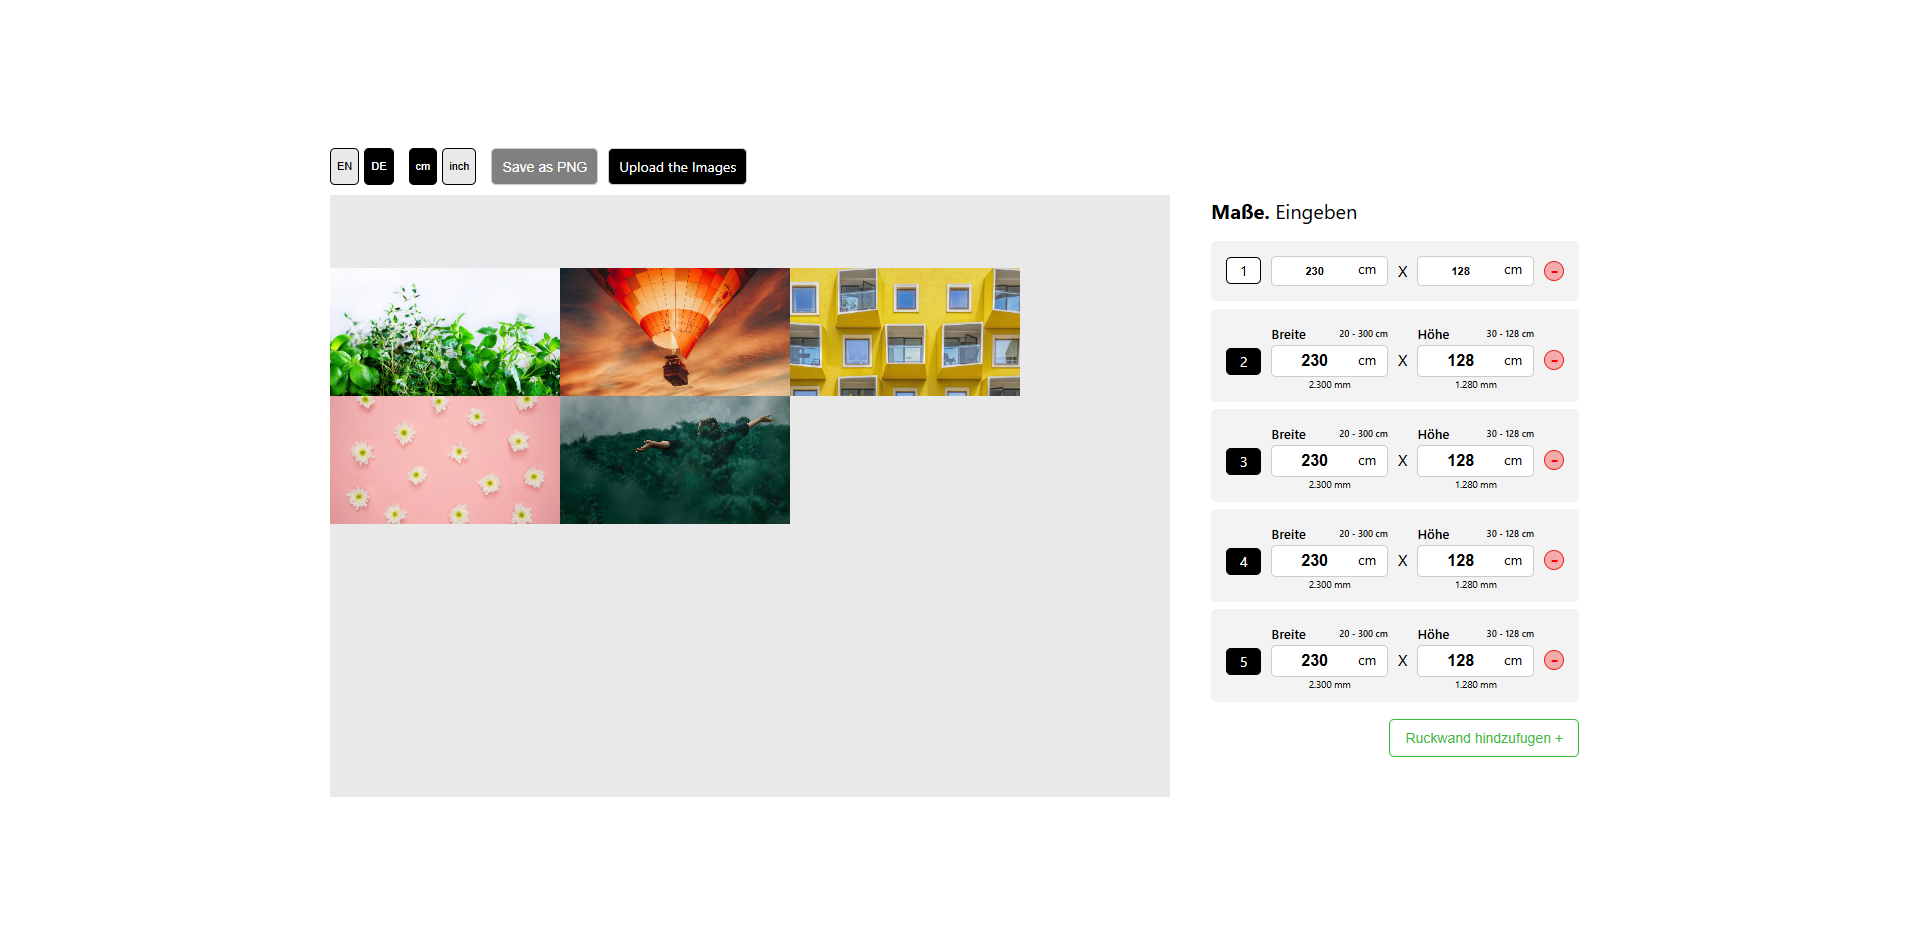 EN DE cm inch Save as PNG Upload the Images
Maße. Eingeben
1 230 cm X 128 cm -
Breite 20 - 300 cm Höhe 30 - 128 cm
2 230 cm X 128 cm -
2.300 mm 1.280 mm
Breite 20 - 300 cm Höhe 30 - 128 cm
3 230 cm X 128 cm -
2.300 mm 1.280 mm
Breite 20 - 300 cm Höhe 30 - 128 cm
4 230 cm X 128 cm -
2.300 mm 1.280 mm
Breite 20 - 300 cm Höhe 30 - 128 cm
5 230 cm X 128 cm -
2.300 mm 1.280 mm
Ruckwand hindzufugen +